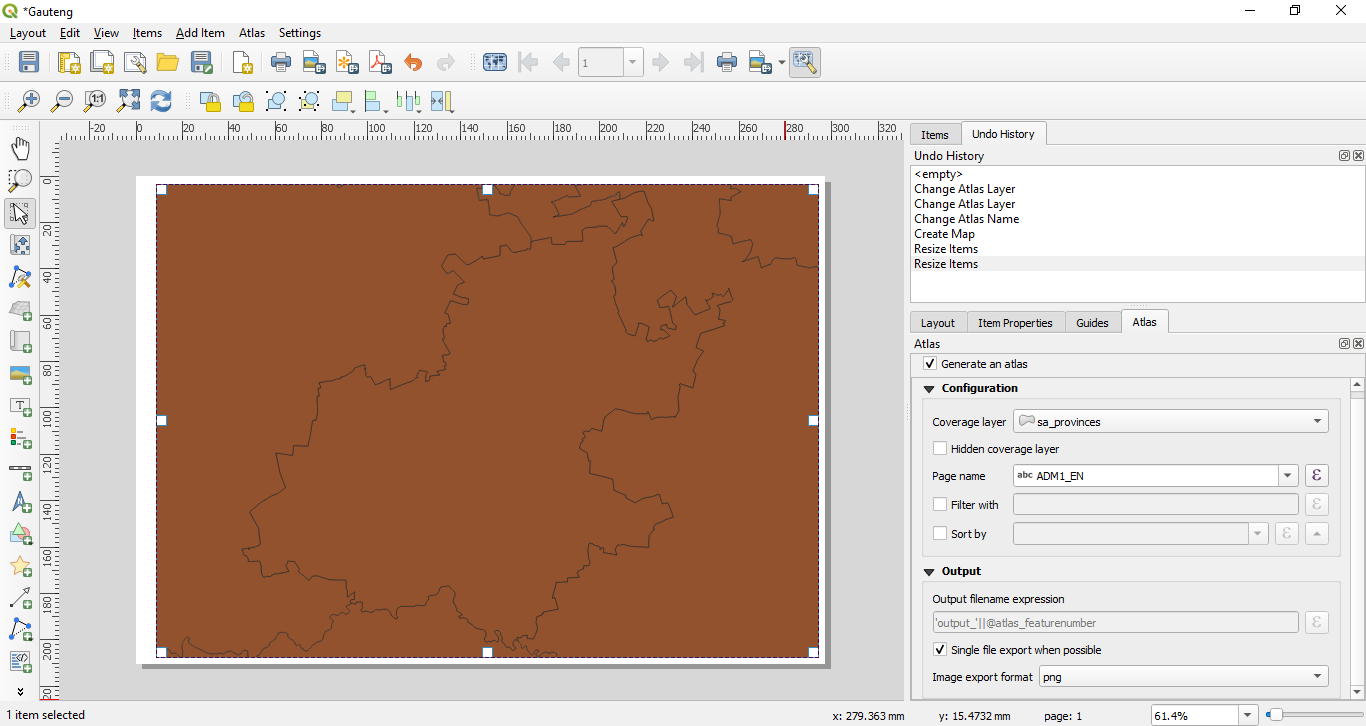 *Gauteng
Layout Edit View Items Add Item Atlas Settings
1
-20 0 20 40 60 80 100 120 140 160 180 200 220 240 260 280 300 320
0
20
40
60
80
100
120
140
160
180
200
20
Items Undo History
Undo History
<empty>
Change Atlas Layer
Change Atlas Layer
Change Atlas Name
Create Map
Resize Items
Resize Items
Layout Item Properties Guides Atlas
Atlas
Generate an atlas
Configuration
Coverage layer sa_provinces
Hidden coverage layer
Page name abc ADM1_EN ε
Filter with ε
Sort by ε
Output
Output filename expression
'output_'||@atlas_featurenumber ε
Single file export when possible
Image export format png
1 item selected x: 279.363 mm y: 15.4732 mm page: 1 61.4%